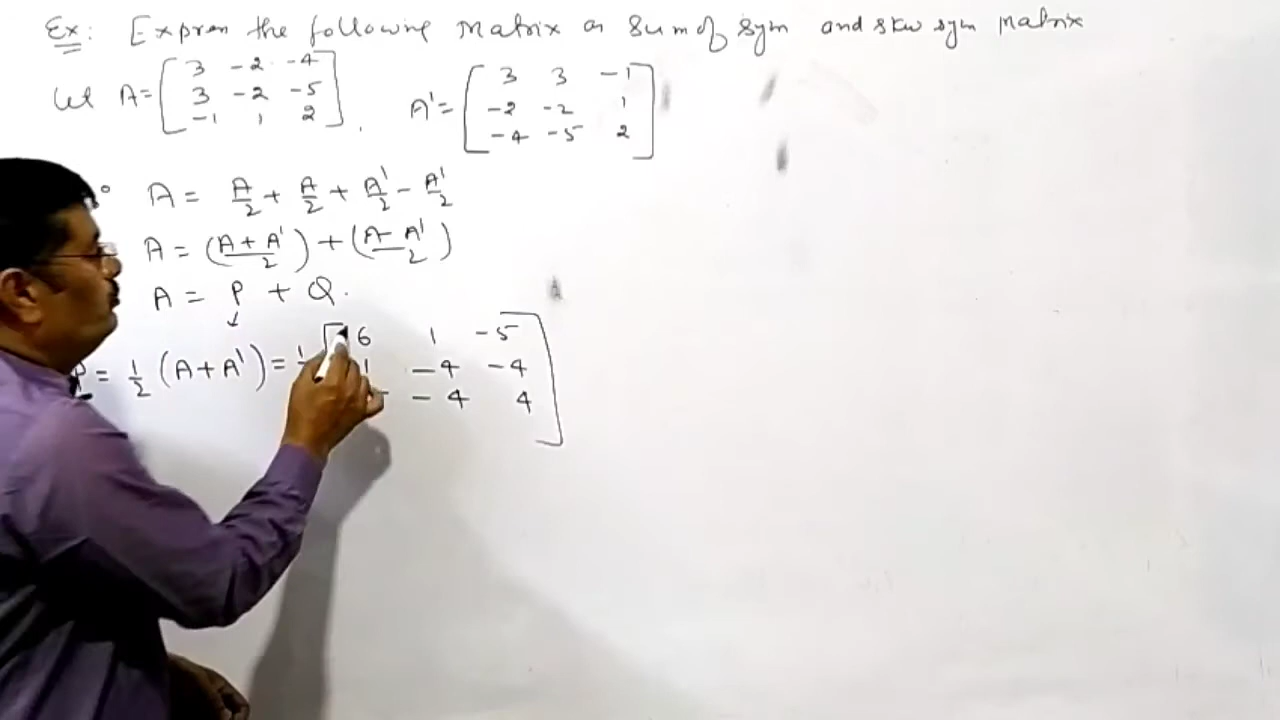 Ex: Expren the following Matrix as sum of sym and skw sym Matrix
Let A= [ 3 -2 -4
3 -2 -5
-1 1 2 ] , A'= [ 3 3 -1
-2 -2 1
-4 -5 2 ]
A = A/2 + A/2 + A'/2 - A'/2
A = (A+A'/2) + (A-A'/2)
A = P + Q.
P = 1/2 (A+A') = [ 6 1 -5
1 -4 -4
-4 4 ]